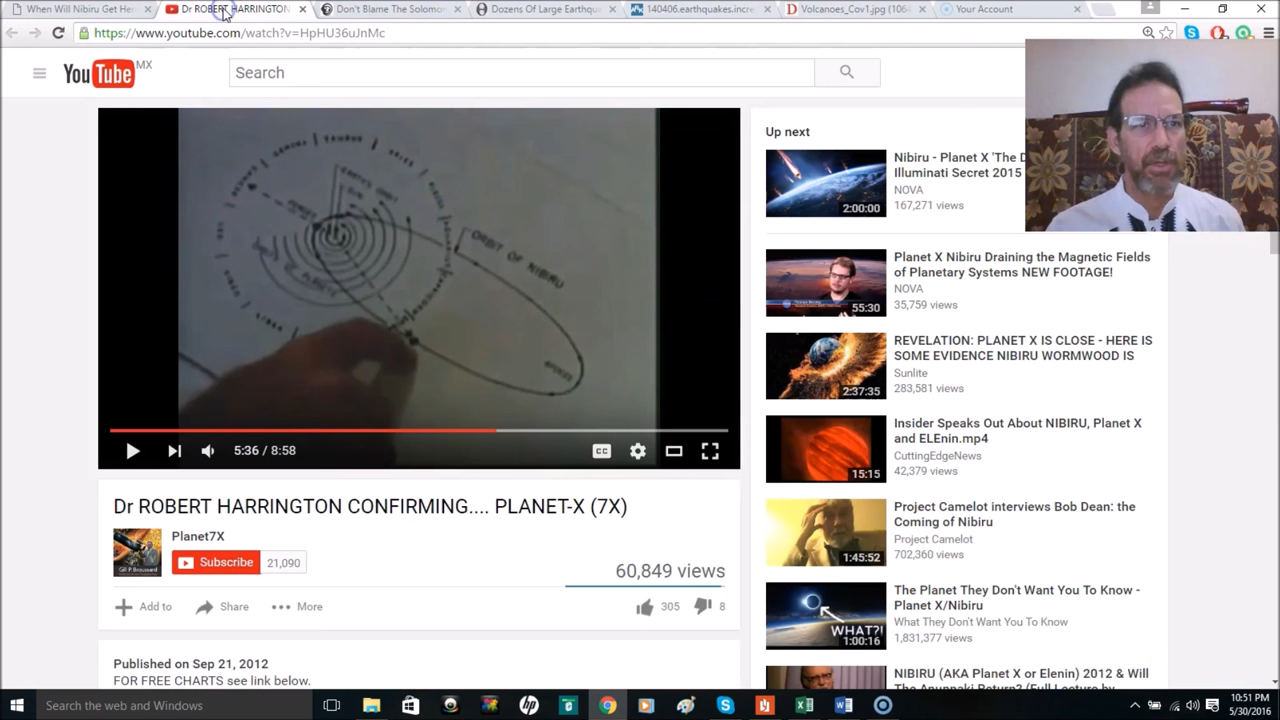 When Will Nibiru Get Her
Dr ROBERT HARRINGTON
Don't Blame The Solomo
Dozens Of Large Earthqu
140406.earthquakes.incre
Volcanoes_Cov1.jpg (106
Your Account
https://www.youtube.com/watch?v=HpHU36uJnMc
YouTube MX
Search
ORBIT OF NIBIRU
5:36 / 8:58
CC
Dr ROBERT HARRINGTON CONFIRMING.... PLANET-X (7X)
Planet7X
Subscribe 21,090
60,849 views
Add to Share More 305 8
Published on Sep 21, 2012
FOR FREE CHARTS see link below.
Up next
Nibiru - Planet X 'The D
Illuminati Secret 2015
NOVA
167,271 views
2:00:00
Planet X Nibiru Draining the Magnetic Fields
of Planetary Systems NEW FOOTAGE!
NOVA
35,759 views
55:30
REVELATION: PLANET X IS CLOSE - HERE IS
SOME EVIDENCE NIBIRU WORMWOOD IS
Sunlite
283,581 views
2:37:35
Insider Speaks Out About NIBIRU, Planet X
and ELEnin.mp4
CuttingEdgeNews
42,379 views
15:15
Project Camelot interviews Bob Dean: the
Coming of Nibiru
Project Camelot
702,360 views
1:45:52
The Planet They Don't Want You To Know -
Planet X/Nibiru
What They Don't Want You To Know
1,831,377 views
WHAT?!
1:00:16
NIBIRU (AKA Planet X or Elenin) 2012 & Will
The Anunnaki Return? (Full Lecture by
Search the web and Windows
10:51 PM
5/30/2016